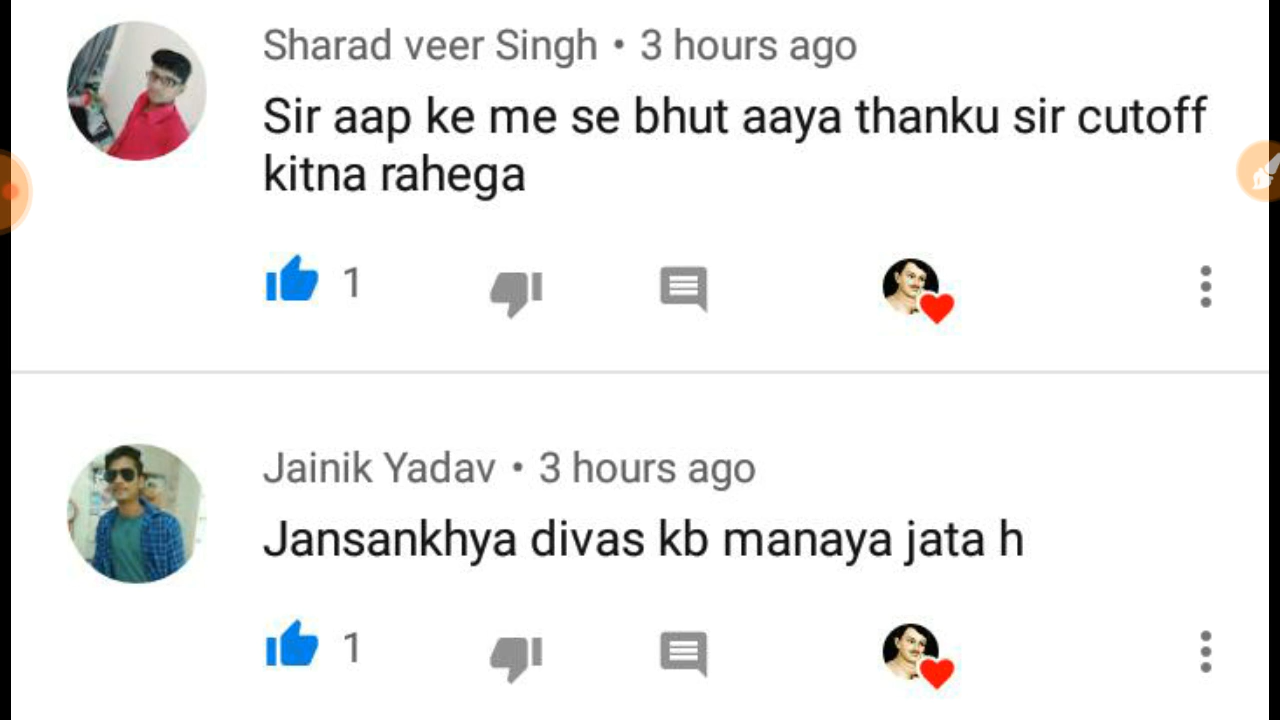 Sharad veer Singh • 3 hours ago
Sir aap ke me se bhut aaya thanku sir cutoff
kitna rahega
1
Jainik Yadav • 3 hours ago
Jansankhya divas kb manaya jata h
1